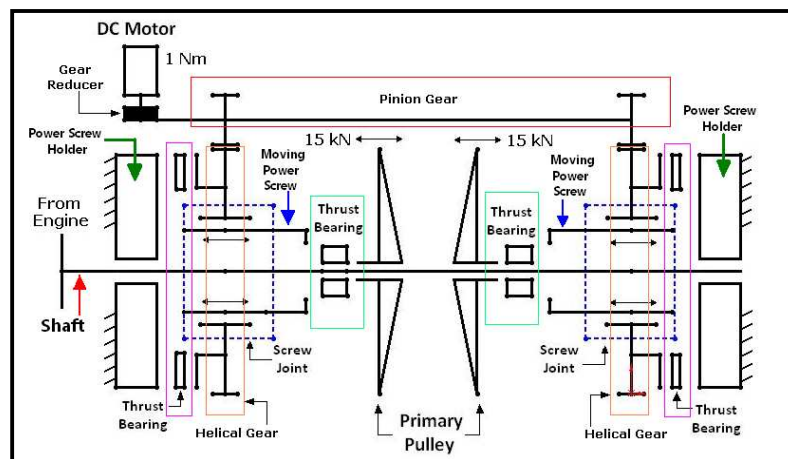 DC Motor
1 Nm
Gear
Reducer
Pinion Gear
Power Screw
Holder
Power Screw
Holder
15 kN
15 kN
Moving
Power
Screw
Moving
Power
Screw
From
Engine
Thrust
Bearing
Thrust
Bearing
Shaft
Screw
Joint
Screw
Joint
Thrust
Bearing
Primary
Pulley
Thrust
Bearing
Helical Gear
Helical Gear